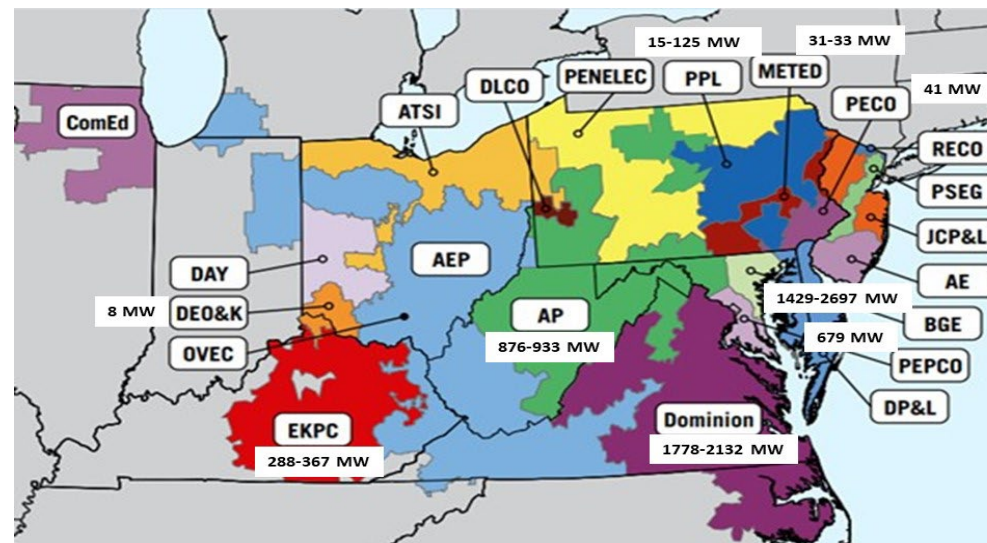 15-125 MW
31-33 MW
DLCO
PENELEC
PPL
METED
41 MW
ATSI
PECO
ComEd
RECO
PSEG
JCP&L
DAY
AEP
AE
8 MW
DEO&K
AP
1429-2697 MW
BGE
OVEC
876-933 MW
679 MW
PEPCO
DP&L
EKPC
Dominion
288-367 MW
1778-2132 MW